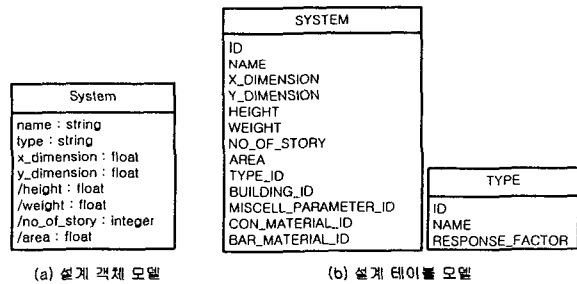 System
name : string
type : string
x_dimension : float
y_dimension : float
/height : float
/weight : float
/no_of_story : integer
/area : float
(a) 설계 객체 모델
SYSTEM
ID
NAME
X_DIMENSION
Y_DIMENSION
HEIGHT
WEIGHT
NO_OF_STORY
AREA
TYPE_ID
BUILDING_ID
MISCELL_PARAMETER_ID
CON_MATERIAL_ID
BAR_MATERIAL_ID
TYPE
ID
NAME
RESPONSE_FACTOR
(b) 설계 테이블 모델